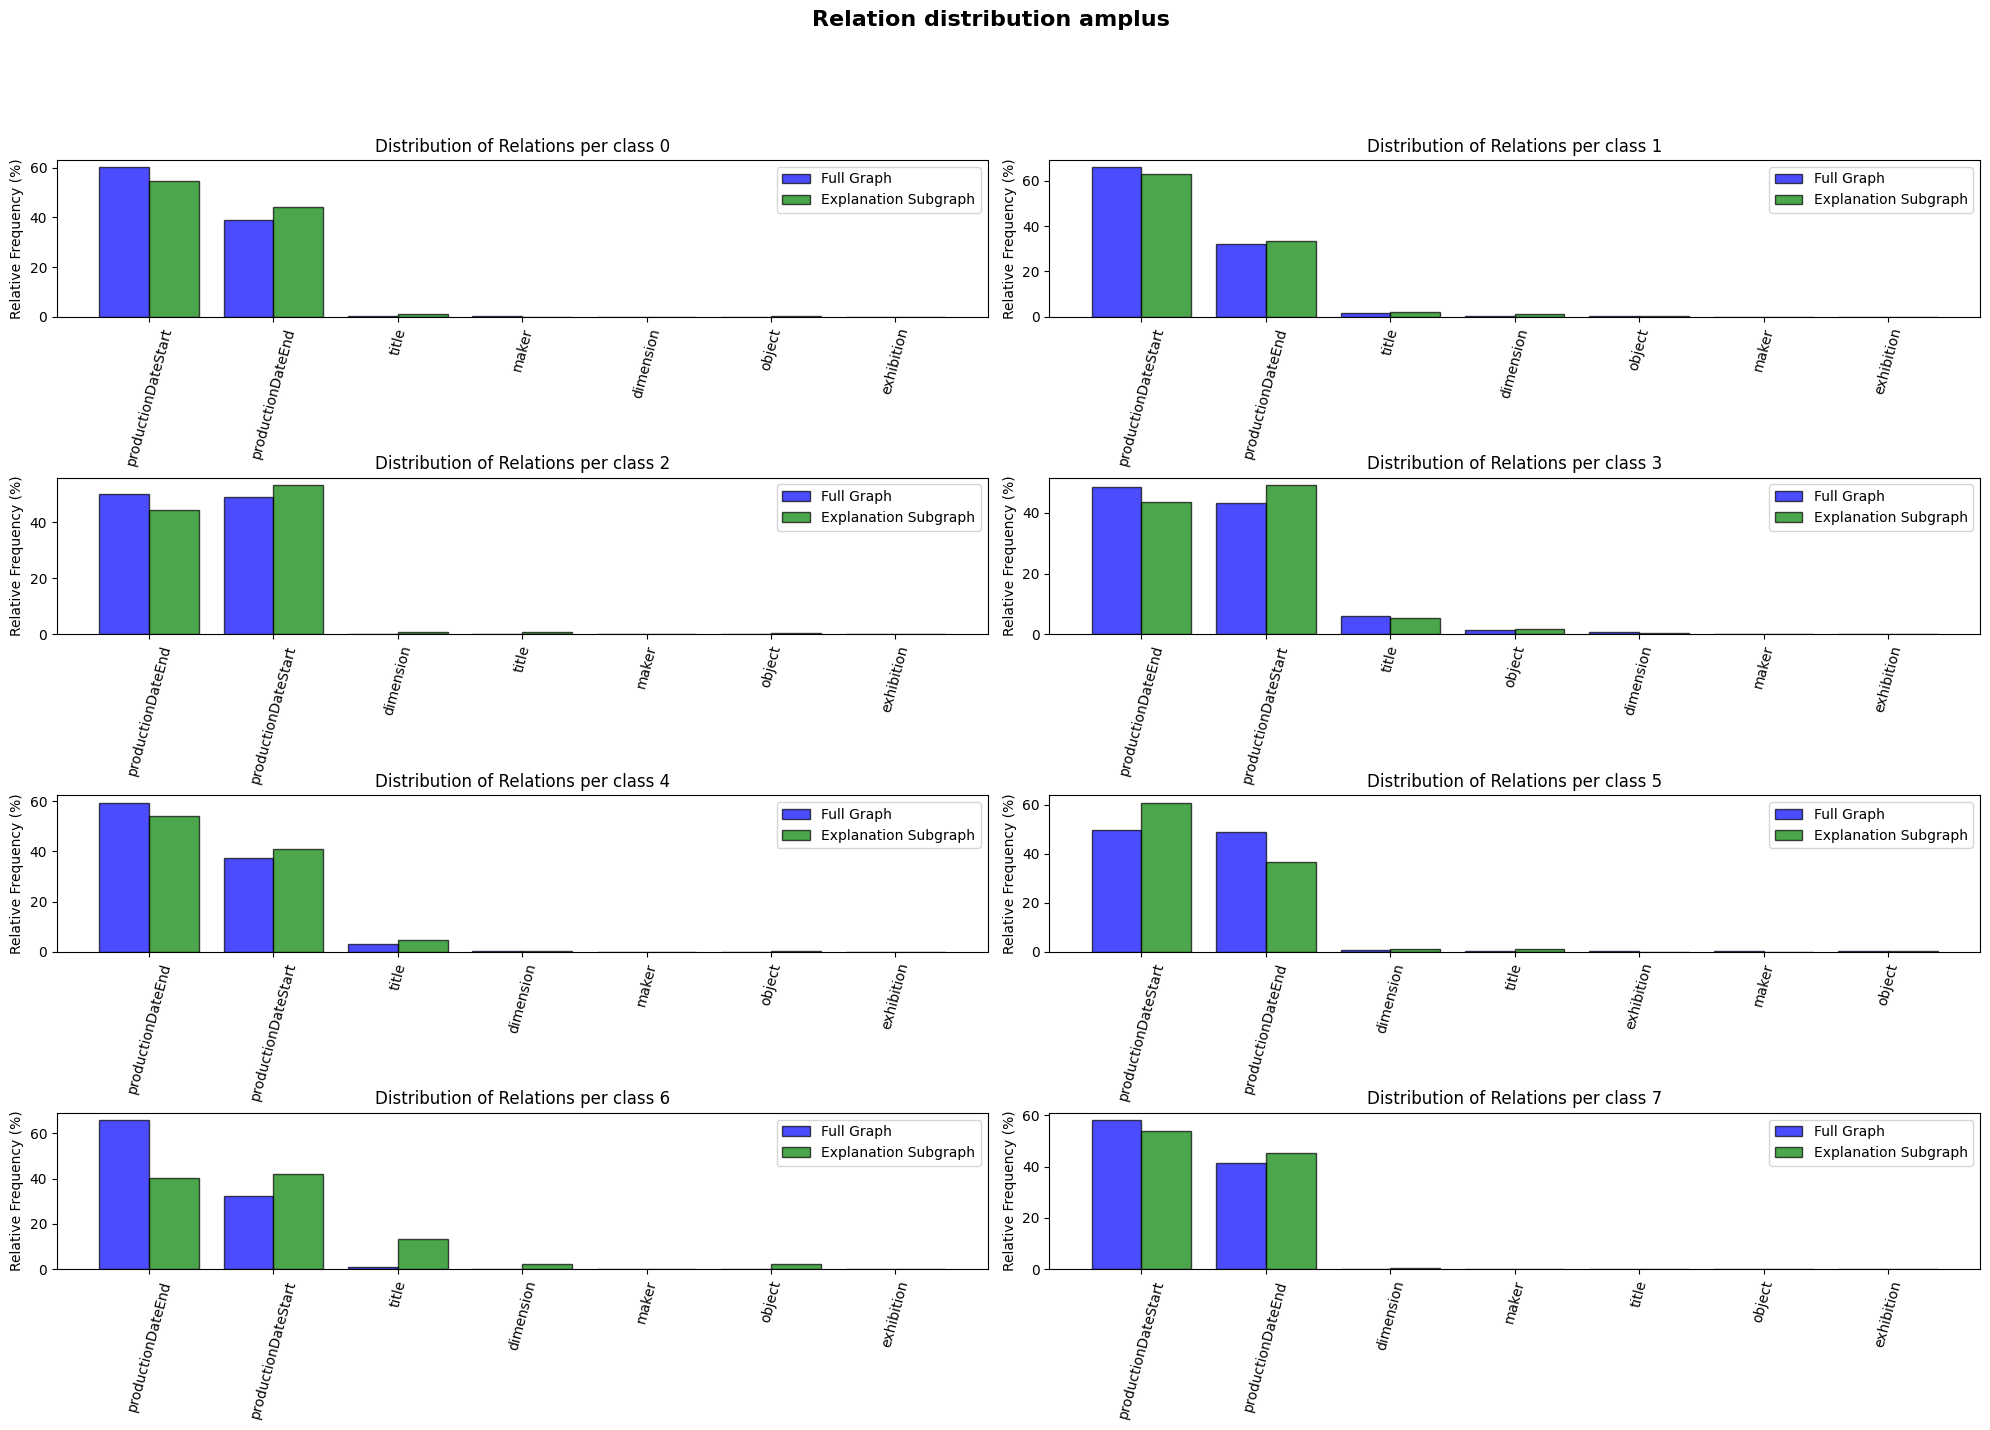 Relation distribution amplus
Distribution of Relations per class 0
Relative Frequency (%)
60
40
20
0
Full Graph
Explanation Subgraph
productionDateStart
productionDateEnd
title
maker
dimension
object
exhibition
Distribution of Relations per class 1
Relative Frequency (%)
60
40
20
0
Full Graph
Explanation Subgraph
productionDateStart
productionDateEnd
title
dimension
object
maker
exhibition
Distribution of Relations per class 2
Relative Frequency (%)
40
20
0
Full Graph
Explanation Subgraph
productionDateEnd
productionDateStart
dimension
title
maker
object
exhibition
Distribution of Relations per class 3
Relative Frequency (%)
40
20
0
Full Graph
Explanation Subgraph
productionDateEnd
productionDateStart
title
object
dimension
maker
exhibition
Distribution of Relations per class 4
Relative Frequency (%)
60
40
20
0
Full Graph
Explanation Subgraph
productionDateEnd
productionDateStart
title
dimension
maker
object
exhibition
Distribution of Relations per class 5
Relative Frequency (%)
60
40
20
0
Full Graph
Explanation Subgraph
productionDateStart
productionDateEnd
dimension
title
exhibition
maker
object
Distribution of Relations per class 6
Relative Frequency (%)
60
40
20
0
Full Graph
Explanation Subgraph
productionDateEnd
productionDateStart
title
dimension
maker
object
exhibition
Distribution of Relations per class 7
Relative Frequency (%)
60
40
20
0
Full Graph
Explanation Subgraph
productionDateStart
productionDateEnd
dimension
maker
title
object
exhibition